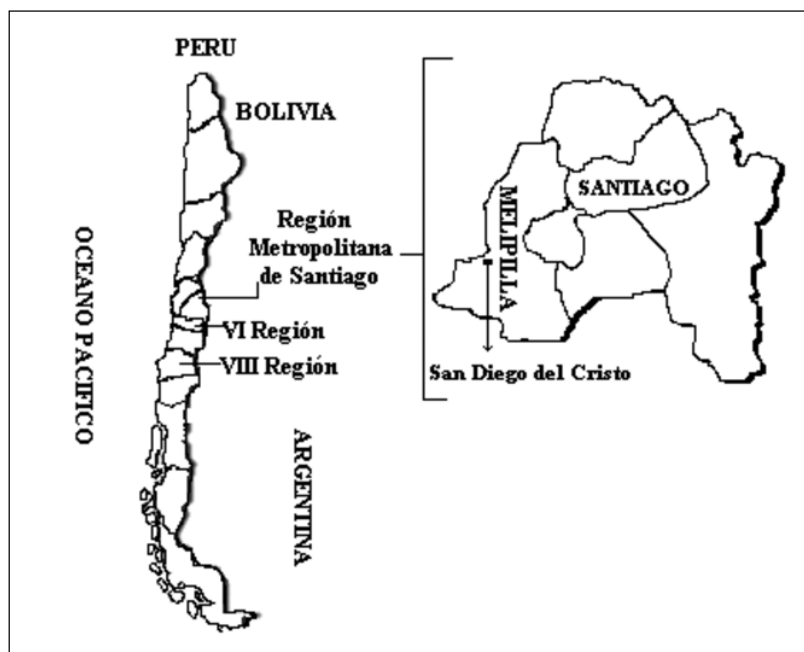 PERU
BOLIVIA
OCEANO PACIFICO
Región
Metropolitana
de Santiago
VI Región
VIII Región
ARGENTINA
SANTIAGO
MELIPILLA
San Diego del Cristo